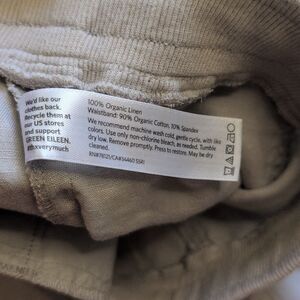 We'd like our
clothes back.
Recycle them at
our US stores
and support
GREEN EILEEN.
#thxverymuch
100% Organic Linen
Waistband: 90% Organic Cotton, 10% Spandex
We recommend machine wash cold, gentle cycle, with like
colors. Use only non-chlorine bleach, as needed. Tumble
dry low. Remove promptly. Press to restore. May be dry
cleaned.